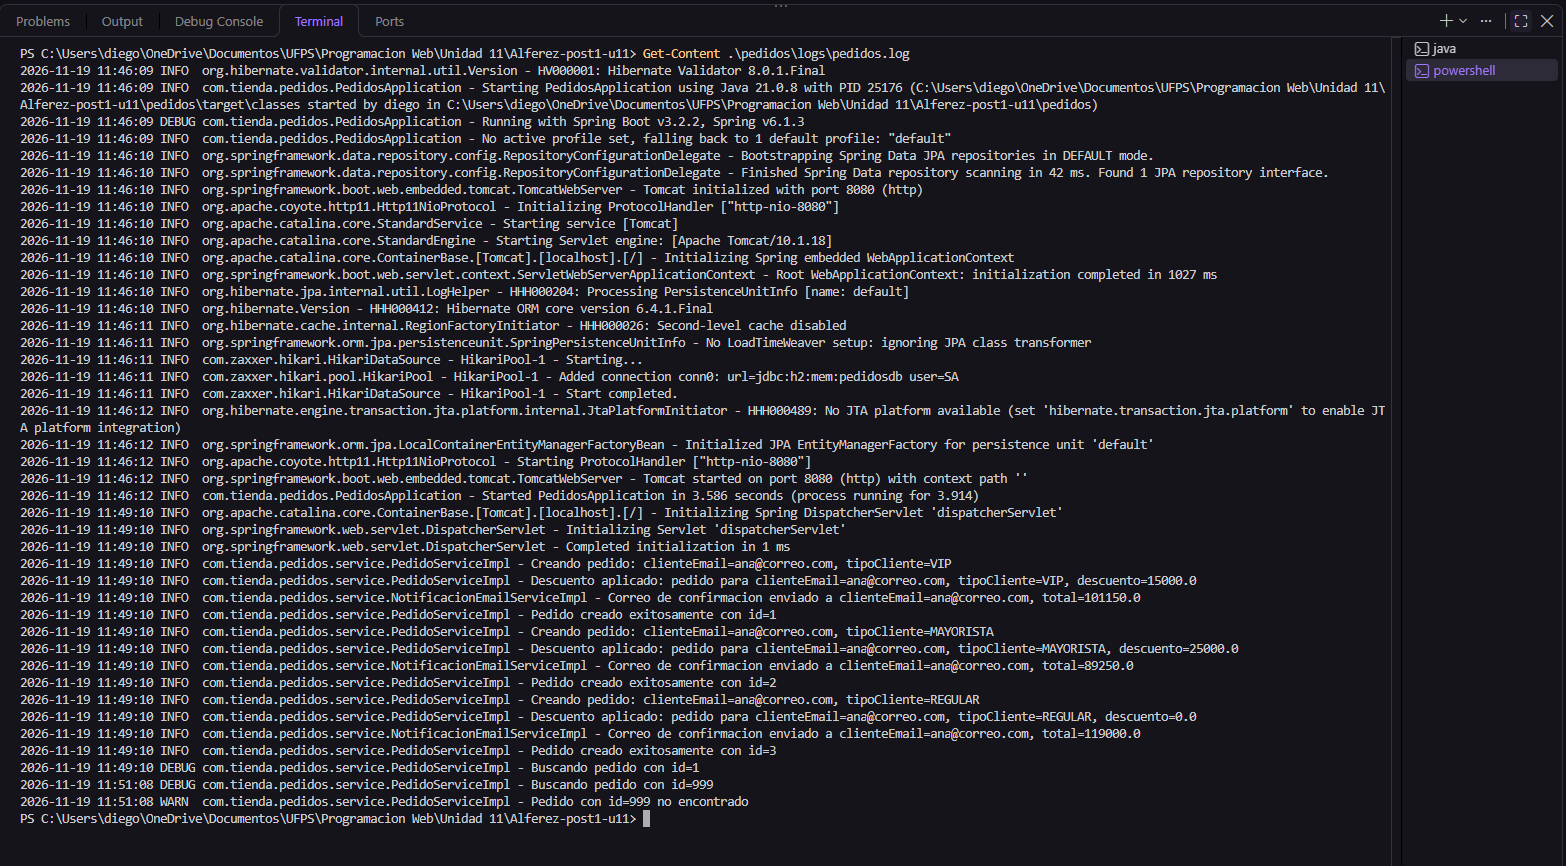 Problems Output Debug Console Terminal Ports
java
powershell
PS C:\Users\diego\OneDrive\Documentos\UFPS\Programacion Web\Unidad 11\Alferez-post1-u11> Get-Content .\pedidos\logs\pedidos.log
2026-11-19 11:46:09 INFO  org.hibernate.validator.internal.util.Version - HV000001: Hibernate Validator 8.0.1.Final
2026-11-19 11:46:09 INFO  com.tienda.pedidos.PedidosApplication - Starting PedidosApplication using Java 21.0.8 with PID 25176 (C:\Users\diego\OneDrive\Documentos\UFPS\Programacion Web\Unidad 11\
Alferez-post1-u11\pedidos\target\classes started by diego in C:\Users\diego\OneDrive\Documentos\UFPS\Programacion Web\Unidad 11\Alferez-post1-u11\pedidos)
2026-11-19 11:46:09 DEBUG com.tienda.pedidos.PedidosApplication - Running with Spring Boot v3.2.2, Spring v6.1.3
2026-11-19 11:46:09 INFO  com.tienda.pedidos.PedidosApplication - No active profile set, falling back to 1 default profile: "default"
2026-11-19 11:46:10 INFO  org.springframework.data.repository.config.RepositoryConfigurationDelegate - Bootstrapping Spring Data JPA repositories in DEFAULT mode.
2026-11-19 11:46:10 INFO  org.springframework.data.repository.config.RepositoryConfigurationDelegate - Finished Spring Data repository scanning in 42 ms. Found 1 JPA repository interface.
2026-11-19 11:46:10 INFO  org.springframework.boot.web.embedded.tomcat.TomcatWebServer - Tomcat initialized with port 8080 (http)
2026-11-19 11:46:10 INFO  org.apache.coyote.http11.Http11NioProtocol - Initializing ProtocolHandler ["http-nio-8080"]
2026-11-19 11:46:10 INFO  org.apache.catalina.core.StandardService - Starting service [Tomcat]
2026-11-19 11:46:10 INFO  org.apache.catalina.core.StandardEngine - Starting Servlet engine: [Apache Tomcat/10.1.18]
2026-11-19 11:46:10 INFO  org.apache.catalina.core.ContainerBase.[Tomcat].[localhost].[/] - Initializing Spring embedded WebApplicationContext
2026-11-19 11:46:10 INFO  org.springframework.boot.web.servlet.context.ServletWebServerApplicationContext - Root WebApplicationContext: initialization completed in 1027 ms
2026-11-19 11:46:10 INFO  org.hibernate.jpa.internal.util.LogHelper - HHH000204: Processing PersistenceUnitInfo [name: default]
2026-11-19 11:46:10 INFO  org.hibernate.Version - HHH000412: Hibernate ORM core version 6.4.1.Final
2026-11-19 11:46:11 INFO  org.hibernate.cache.internal.RegionFactoryInitiator - HHH000026: Second-level cache disabled
2026-11-19 11:46:11 INFO  org.springframework.orm.jpa.persistenceunit.SpringPersistenceUnitInfo - No LoadTimeWeaver setup: ignoring JPA class transformer
2026-11-19 11:46:11 INFO  com.zaxxer.hikari.HikariDataSource - HikariPool-1 - Starting...
2026-11-19 11:46:11 INFO  com.zaxxer.hikari.pool.HikariPool - HikariPool-1 - Added connection conn0: url=jdbc:h2:mem:pedidosdb user=SA
2026-11-19 11:46:11 INFO  com.zaxxer.hikari.HikariDataSource - HikariPool-1 - Start completed.
2026-11-19 11:46:12 INFO  org.hibernate.engine.transaction.jta.platform.internal.JtaPlatformInitiator - HHH000489: No JTA platform available (set 'hibernate.transaction.jta.platform' to enable JT
A platform integration)
2026-11-19 11:46:12 INFO  org.springframework.orm.jpa.LocalContainerEntityManagerFactoryBean - Initialized JPA EntityManagerFactory for persistence unit 'default'
2026-11-19 11:46:12 INFO  org.apache.coyote.http11.Http11NioProtocol - Starting ProtocolHandler ["http-nio-8080"]
2026-11-19 11:46:12 INFO  org.springframework.boot.web.embedded.tomcat.TomcatWebServer - Tomcat started on port 8080 (http) with context path ''
2026-11-19 11:46:12 INFO  com.tienda.pedidos.PedidosApplication - Started PedidosApplication in 3.586 seconds (process running for 3.914)
2026-11-19 11:49:10 INFO  org.apache.catalina.core.ContainerBase.[Tomcat].[localhost].[/] - Initializing Spring DispatcherServlet 'dispatcherServlet'
2026-11-19 11:49:10 INFO  org.springframework.web.servlet.DispatcherServlet - Initializing Servlet 'dispatcherServlet'
2026-11-19 11:49:10 INFO  org.springframework.web.servlet.DispatcherServlet - Completed initialization in 1 ms
2026-11-19 11:49:10 INFO  com.tienda.pedidos.service.PedidoServiceImpl - Creando pedido: clienteEmail=ana@correo.com, tipoCliente=VIP
2026-11-19 11:49:10 INFO  com.tienda.pedidos.service.PedidoServiceImpl - Descuento aplicado: pedido para clienteEmail=ana@correo.com, tipoCliente=VIP, descuento=15000.0
2026-11-19 11:49:10 INFO  com.tienda.pedidos.service.NotificacionEmailServiceImpl - Correo de confirmacion enviado a clienteEmail=ana@correo.com, total=101150.0
2026-11-19 11:49:10 INFO  com.tienda.pedidos.service.PedidoServiceImpl - Pedido creado exitosamente con id=1
2026-11-19 11:49:10 INFO  com.tienda.pedidos.service.PedidoServiceImpl - Creando pedido: clienteEmail=ana@correo.com, tipoCliente=MAYORISTA
2026-11-19 11:49:10 INFO  com.tienda.pedidos.service.PedidoServiceImpl - Descuento aplicado: pedido para clienteEmail=ana@correo.com, tipoCliente=MAYORISTA, descuento=25000.0
2026-11-19 11:49:10 INFO  com.tienda.pedidos.service.NotificacionEmailServiceImpl - Correo de confirmacion enviado a clienteEmail=ana@correo.com, total=89250.0
2026-11-19 11:49:10 INFO  com.tienda.pedidos.service.PedidoServiceImpl - Pedido creado exitosamente con id=2
2026-11-19 11:49:10 INFO  com.tienda.pedidos.service.PedidoServiceImpl - Creando pedido: clienteEmail=ana@correo.com, tipoCliente=REGULAR
2026-11-19 11:49:10 INFO  com.tienda.pedidos.service.PedidoServiceImpl - Descuento aplicado: pedido para clienteEmail=ana@correo.com, tipoCliente=REGULAR, descuento=0.0
2026-11-19 11:49:10 INFO  com.tienda.pedidos.service.NotificacionEmailServiceImpl - Correo de confirmacion enviado a clienteEmail=ana@correo.com, total=119000.0
2026-11-19 11:49:10 INFO  com.tienda.pedidos.service.PedidoServiceImpl - Pedido creado exitosamente con id=3
2026-11-19 11:49:10 DEBUG com.tienda.pedidos.service.PedidoServiceImpl - Buscando pedido con id=1
2026-11-19 11:51:08 DEBUG com.tienda.pedidos.service.PedidoServiceImpl - Buscando pedido con id=999
2026-11-19 11:51:08 WARN  com.tienda.pedidos.service.PedidoServiceImpl - Pedido con id=999 no encontrado
PS C:\Users\diego\OneDrive\Documentos\UFPS\Programacion Web\Unidad 11\Alferez-post1-u11>